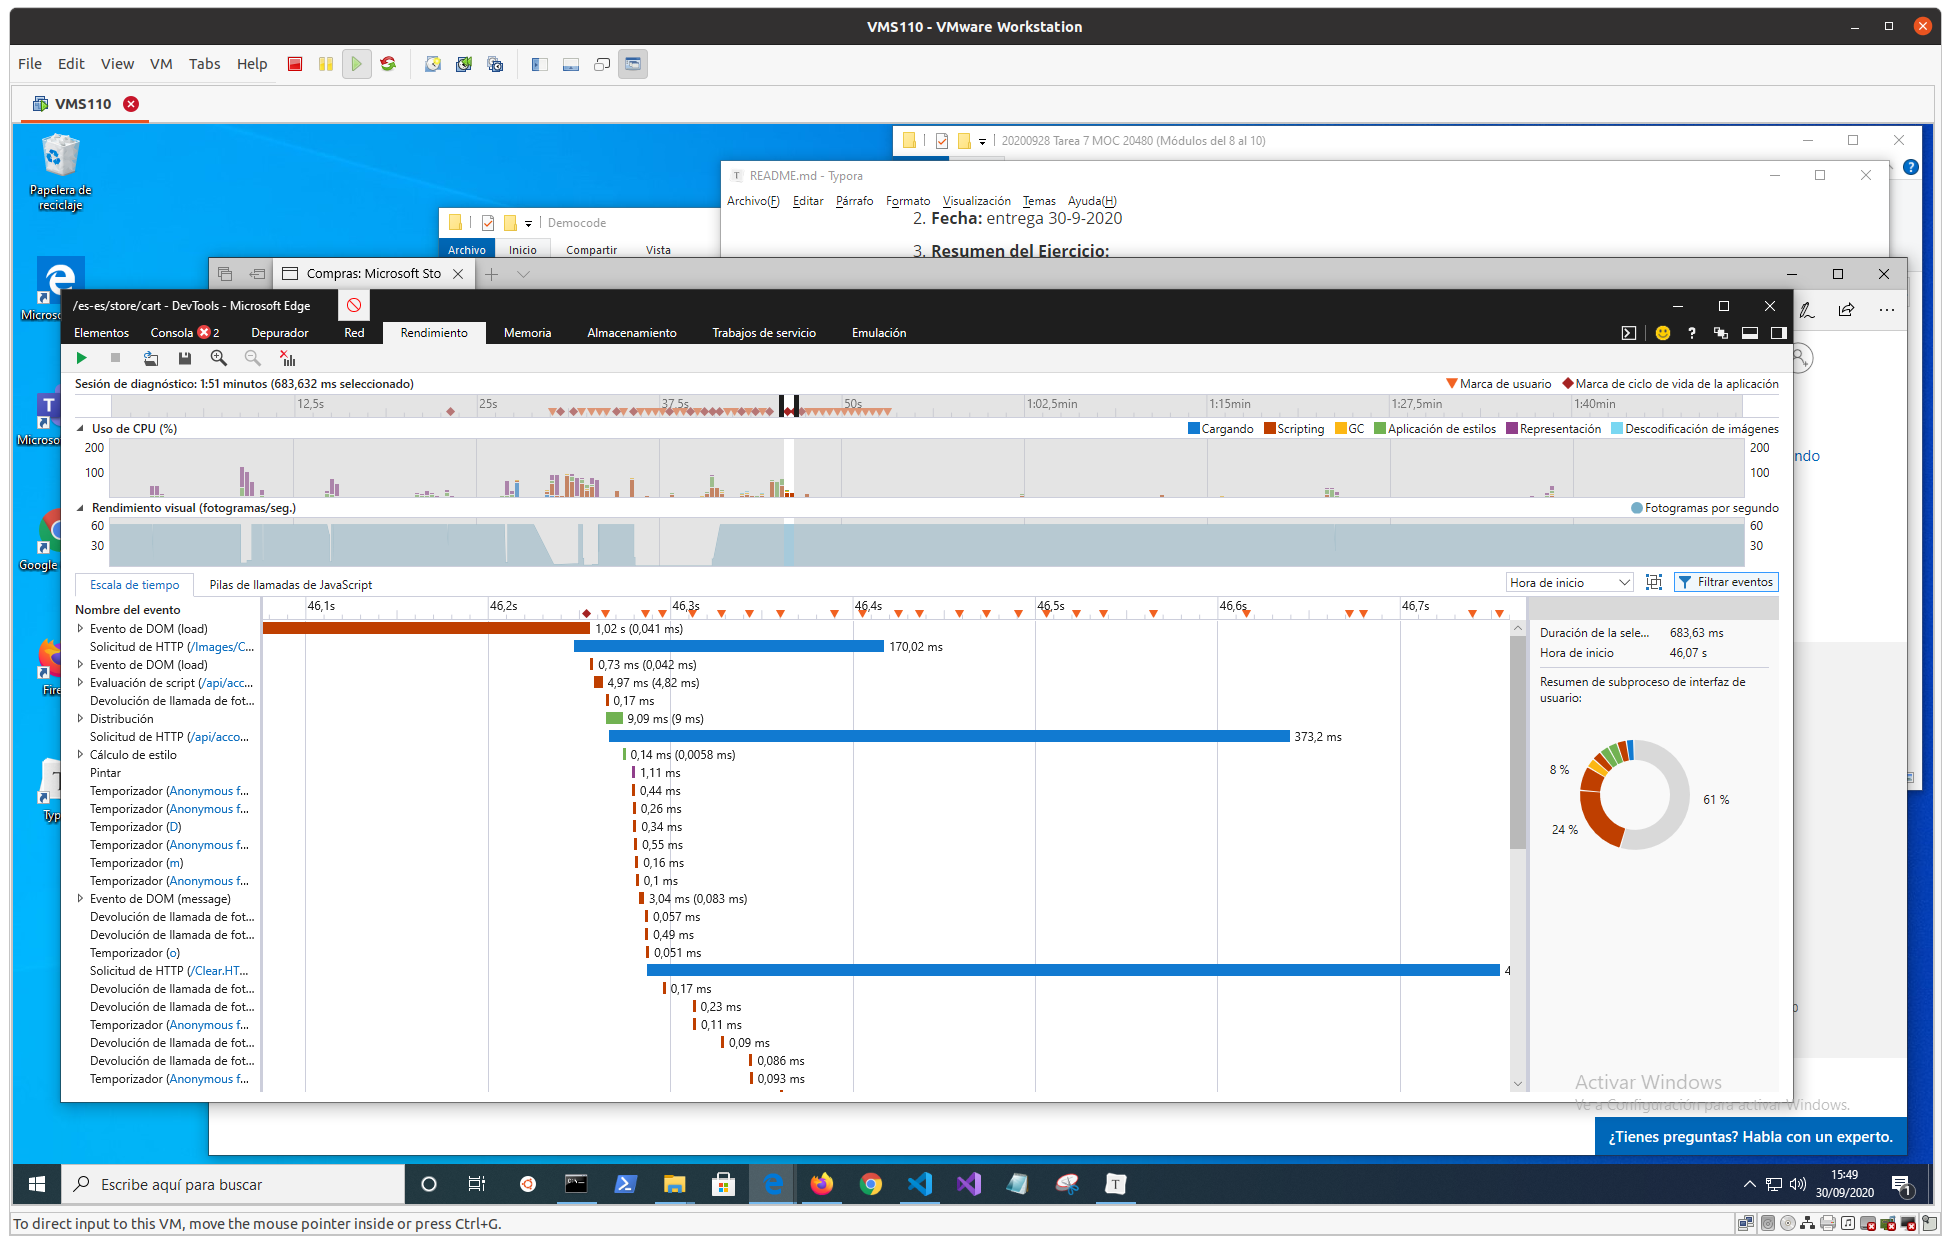 VMS110 - VMware Workstation
File Edit View VM Tabs Help
VMS110
Papelera de reciclaje
20200928 Tarea 7 MOC 20480 (Módulos del 8 al 10)
README.md - Typora
Archivo(F) Editar Párrafo Formato Visualización Temas Ayuda(H)
2. Fecha: entrega 30-9-2020
3. Resumen del Ejercicio:
Democode
Archivo Inicio Compartir Vista
Compras: Microsoft Sto
/es-es/store/cart - DevTools - Microsoft Edge
Elementos Consola 2 Depurador Red Rendimiento Memoria Almacenamiento Trabajos de servicio Emulación
Sesión de diagnóstico: 1:51 minutos (683,632 ms seleccionado)
Marca de usuario Marca de ciclo de vida de la aplicación
12,5s 25s 37,5s 50s 1:02,5min 1:15min 1:27,5min 1:40min
Uso de CPU (%)
Cargando Scripting GC Aplicación de estilos Representación Descodificación de imágenes
200 200
100 100
ndo
Rendimiento visual (fotogramas/seg.) Fotogramas por segundo
60 60
30 30
Escala de tiempo Pilas de llamadas de JavaScript
Hora de inicio Filtrar eventos
Nombre del evento 46,1s 46,2s 46,3s 46,4s 46,5s 46,6s 46,7s
Evento de DOM (load) 1,02 s (0,041 ms)
Solicitud de HTTP (/Images/C... 170,02 ms
Evento de DOM (load) 0,73 ms (0,042 ms)
Evaluación de script (/api/acc... 4,97 ms (4,82 ms)
Devolución de llamada de fot... 0,17 ms
Distribución 9,09 ms (9 ms)
Solicitud de HTTP (/api/acco... 373,2 ms
Cálculo de estilo 0,14 ms (0,0058 ms)
Pintar 1,11 ms
Temporizador (Anonymous f... 0,44 ms
Temporizador (Anonymous f... 0,26 ms
Temporizador (D) 0,34 ms
Temporizador (Anonymous f... 0,55 ms
Temporizador (m) 0,16 ms
Temporizador (Anonymous f... 0,1 ms
Evento de DOM (message) 3,04 ms (0,083 ms)
Devolución de llamada de fot... 0,057 ms
Devolución de llamada de fot... 0,49 ms
Temporizador (o) 0,051 ms
Solicitud de HTTP (/Clear.HT... 4
Devolución de llamada de fot... 0,17 ms
Devolución de llamada de fot... 0,23 ms
Temporizador (Anonymous f... 0,11 ms
Devolución de llamada de fot... 0,09 ms
Devolución de llamada de fot... 0,086 ms
Temporizador (Anonymous f... 0,093 ms
Duración de la sele... 683,63 ms
Hora de inicio 46,07 s
Resumen de subproceso de interfaz de
usuario:
8 %
61 %
24 %
Microso
Microso
Google
Fire
Typ
Activar Windows
Ve a Configuración para activar Windows.
¿Tienes preguntas? Habla con un experto.
Escribe aquí para buscar
15:49
30/09/2020
1
To direct input to this VM, move the mouse pointer inside or press Ctrl+G.